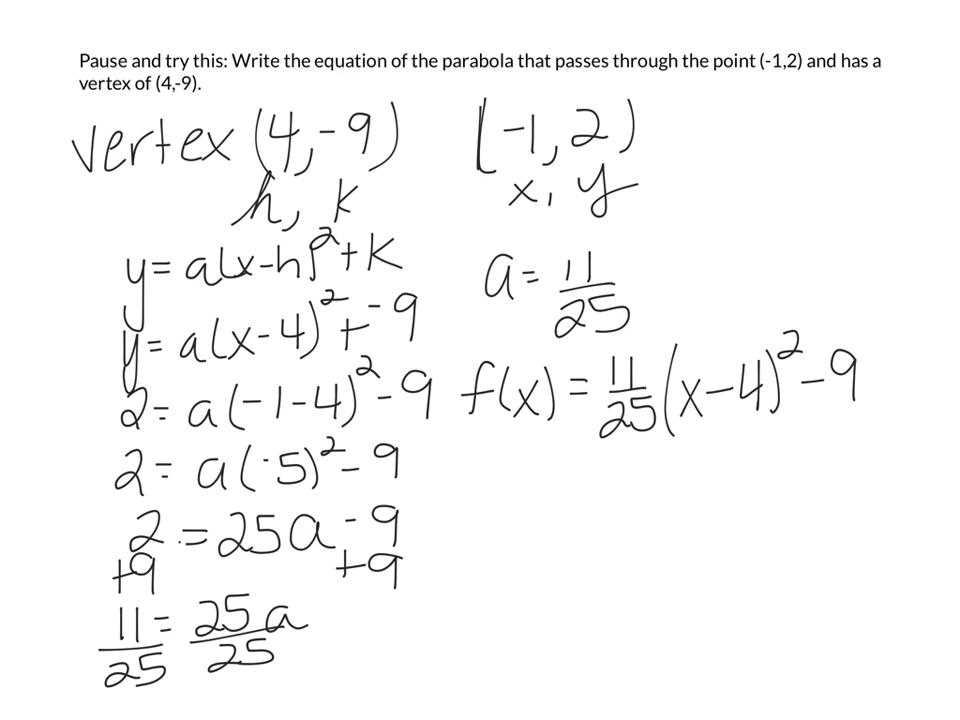 Pause and try this: Write the equation of the parabola that passes through the point (-1,2) and has a
vertex of (4,-9).
vertex (4,-9)
h, k
y = a(x-h)²+k
y = a(x-4)²+-9
2 = a(-1-4)²-9
2 = a(-5)²-9
2 = 25a-9
+9 +9
11 = 25a
25 25
(-1,2)
x, y
a = 11/25
f(x) = 11/25(x-4)²-9